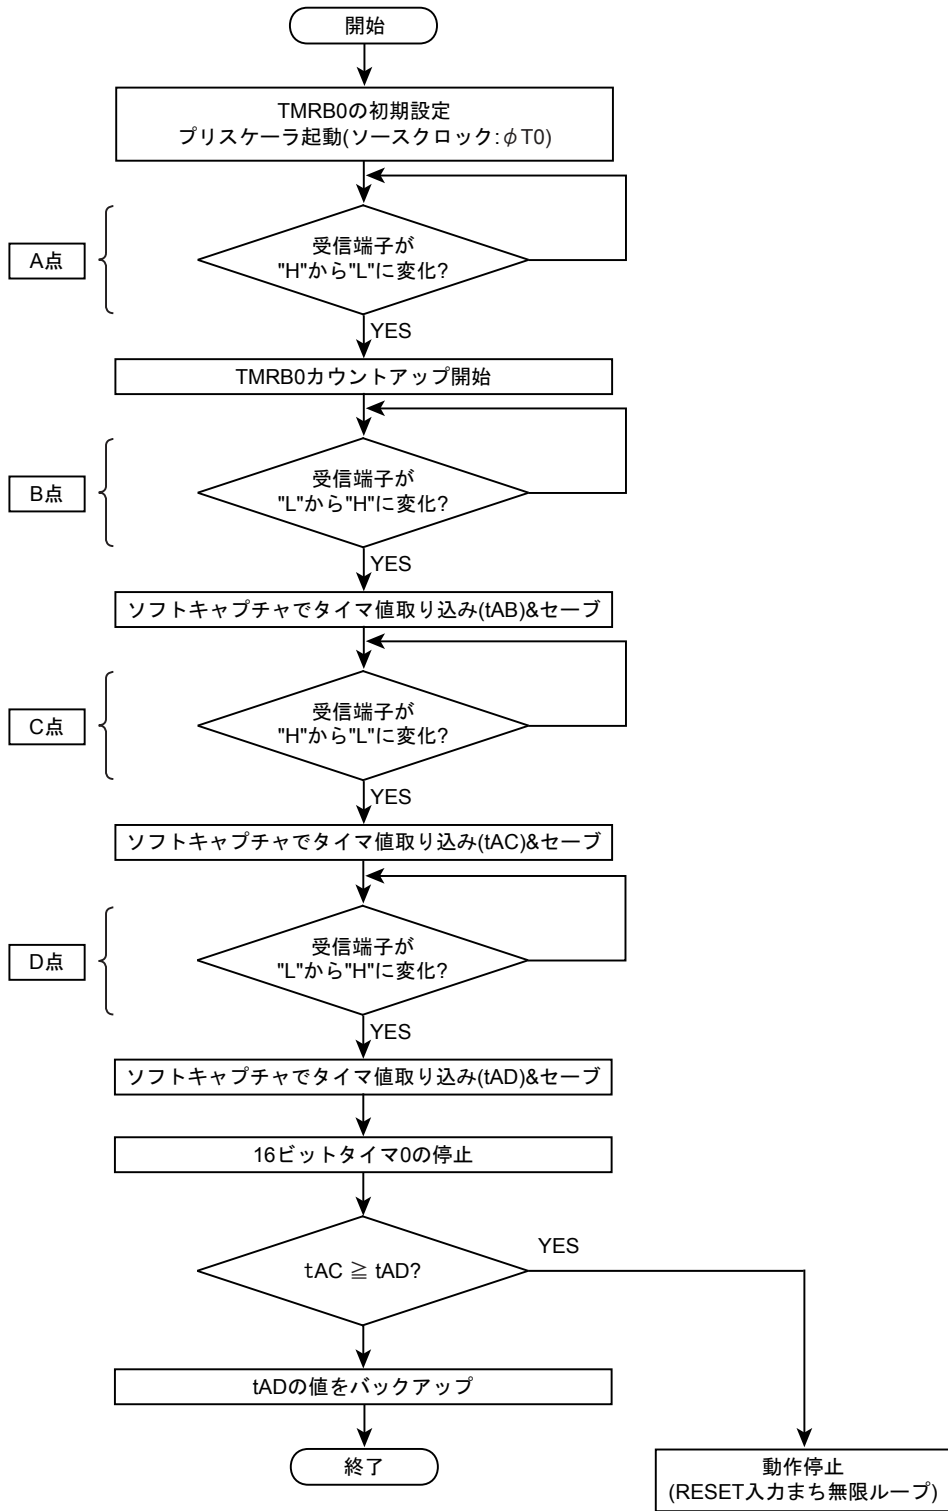 開始
TMRB0の初期設定
プリスケーラ起動(ソースクロック:φT0)
A点
受信端子が
"H"から"L"に変化?
YES
TMRB0カウントアップ開始
B点
受信端子が
"L"から"H"に変化?
YES
ソフトキャプチャでタイマ値取り込み(tAB)&セーブ
C点
受信端子が
"H"から"L"に変化?
YES
ソフトキャプチャでタイマ値取り込み(tAC)&セーブ
D点
受信端子が
"L"から"H"に変化?
YES
ソフトキャプチャでタイマ値取り込み(tAD)&セーブ
16ビットタイマ0の停止
tAC ≧ tAD?
YES
tADの値をバックアップ
終了
動作停止
(RESET入力まち無限ループ)